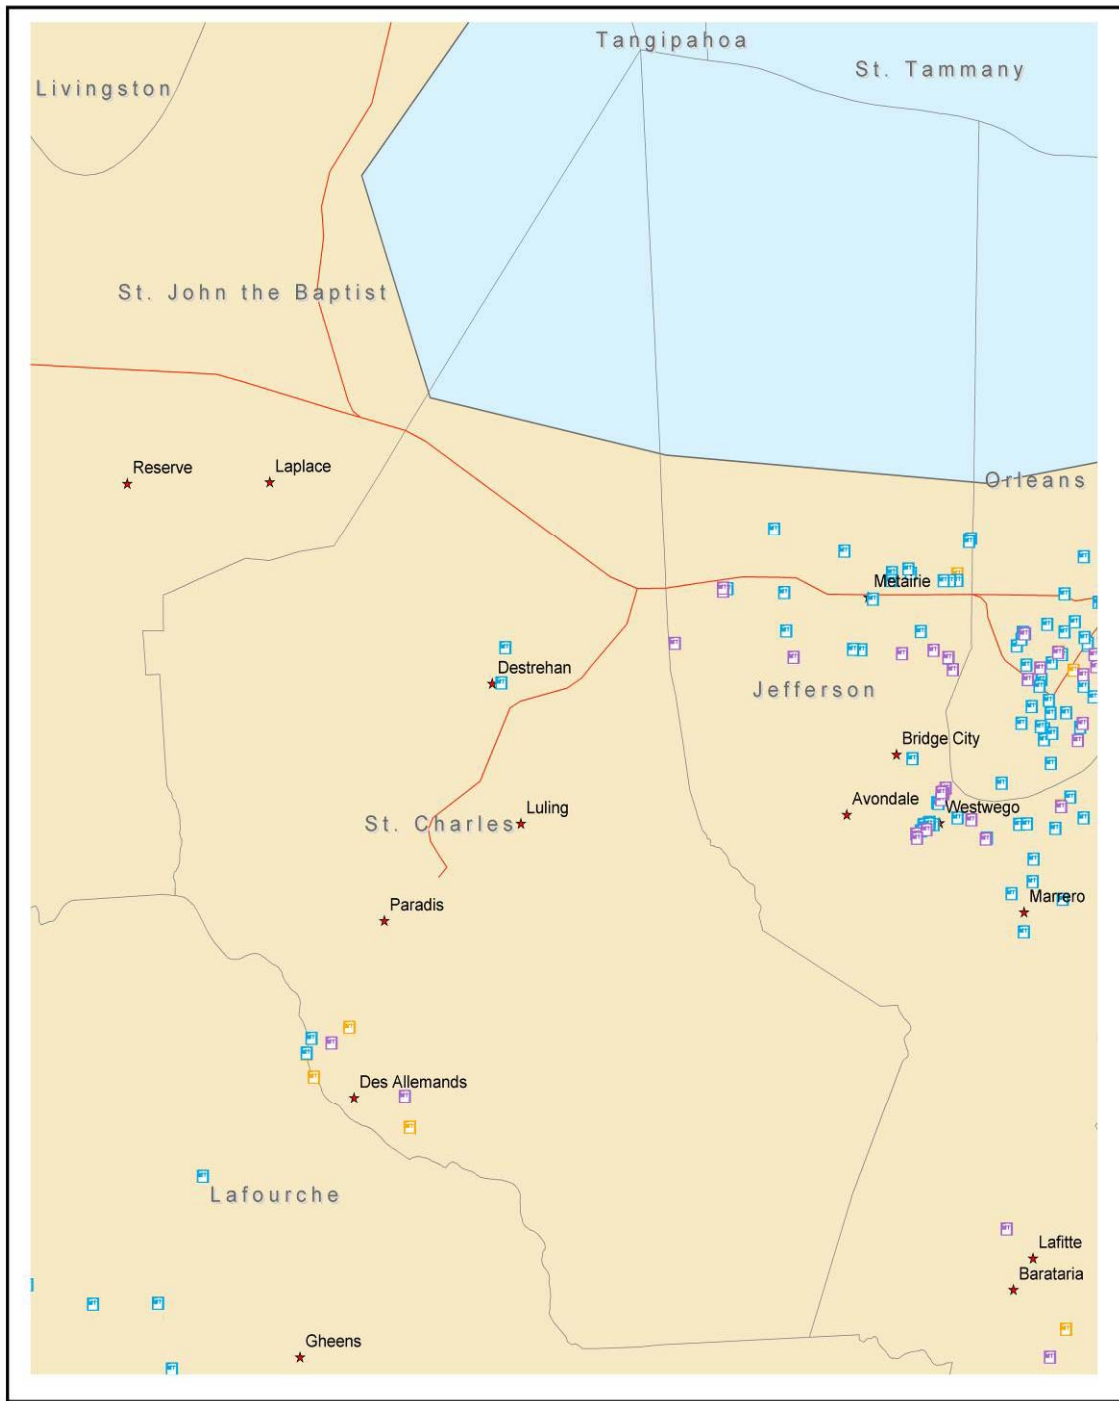 Tangipahoa
St. Tammany
Livingston
St. John the Baptist
Reserve
Laplace
Orleans
Metairie
Destrehan
Jefferson
Bridge City
Avondale
Westwego
Luling
St. Charles
Marrero
Paradis
Des Allemands
Lafourche
Lafitte
Barataria
Gheens